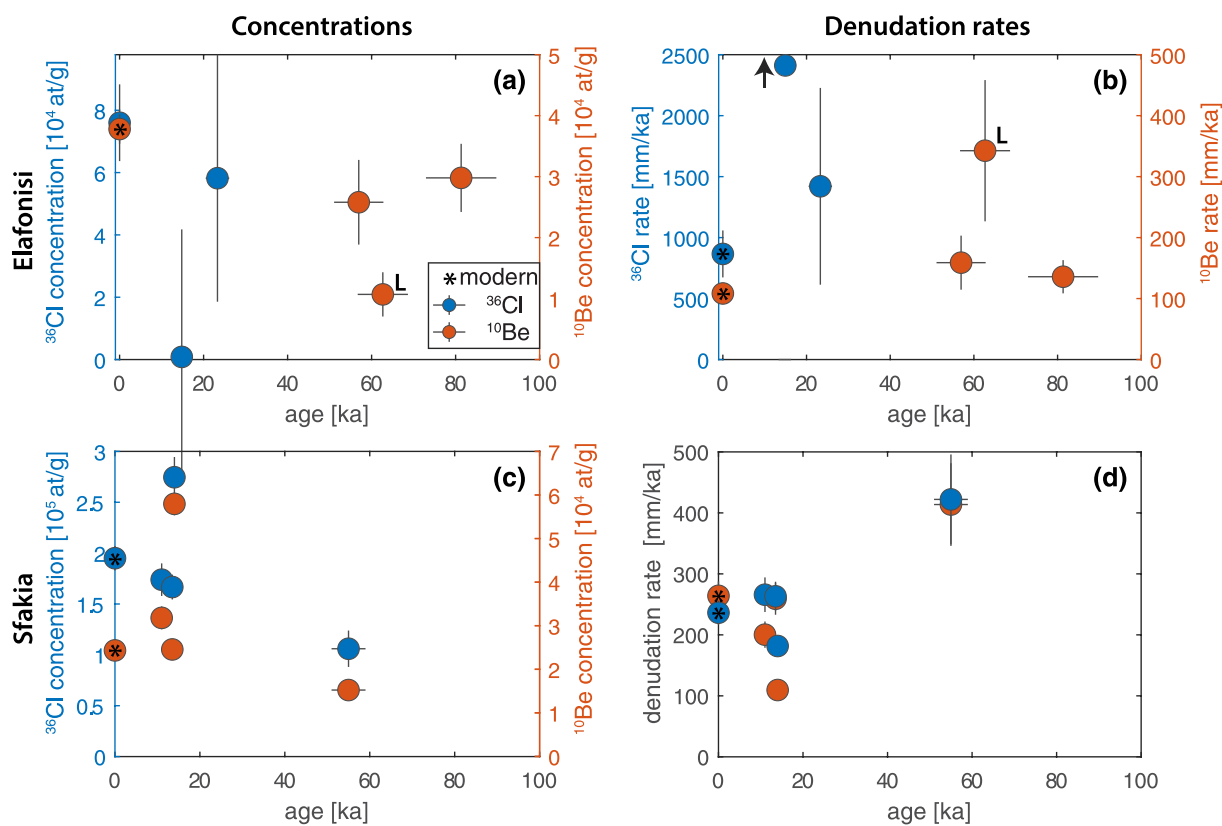 Concentrations
Denudation rates
Elafonisi
(a)
³⁶Cl concentration [10⁴ at/g]
8
6
4
2
0
5
4
3
2
1
0
¹⁰Be concentration [10⁴ at/g]
L
* modern
³⁶Cl
¹⁰Be
0 20 40 60 80 100
age [ka]
(b)
³⁶Cl rate [mm/ka]
2500
2000
1500
1000
500
0
500
400
300
200
100
0
¹⁰Be rate [mm/ka]
L
0 20 40 60 80 100
age [ka]
Sfakia
(c)
³⁶Cl concentration [10⁵ at/g]
3
2.5
2
1.5
1
0.5
0
7
6
5
4
3
2
1
0
¹⁰Be concentration [10⁴ at/g]
0 20 40 60 80 100
age [ka]
(d)
denudation rate [mm/ka]
500
400
300
200
100
0
0 20 40 60 80 100
age [ka]